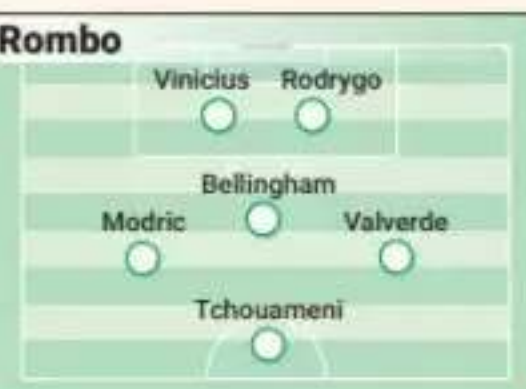 Rombo
Vinicius Rodrygo
Bellingham
Modric Valverde
Tchouameni